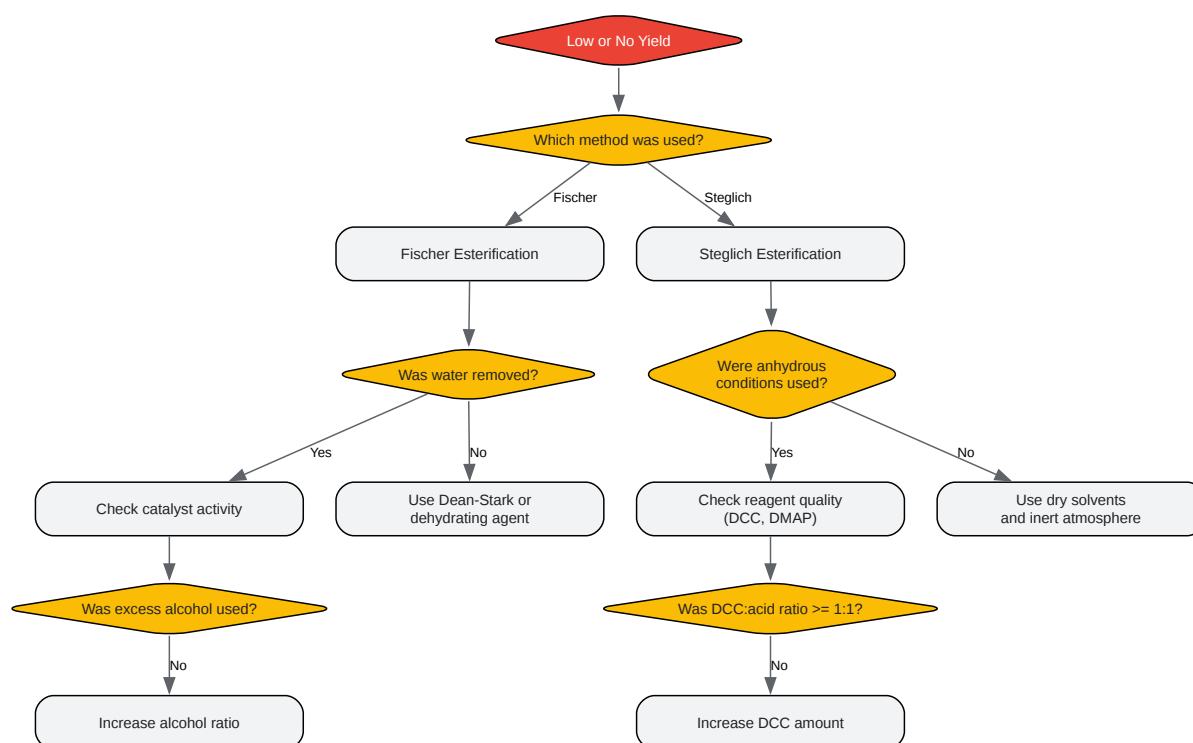 Low or No Yield
Which method was used?
Fischer
Steglich
Fischer Esterification
Steglich Esterification
Was water removed?
Were anhydrous
conditions used?
Yes
No
Yes
No
Check catalyst activity
Use Dean-Stark or
dehydrating agent
Check reagent quality
(DCC, DMAP)
Use dry solvents
and inert atmosphere
Was excess alcohol used?
Was DCC:acid ratio >= 1:1?
No
No
Increase alcohol ratio
Increase DCC amount